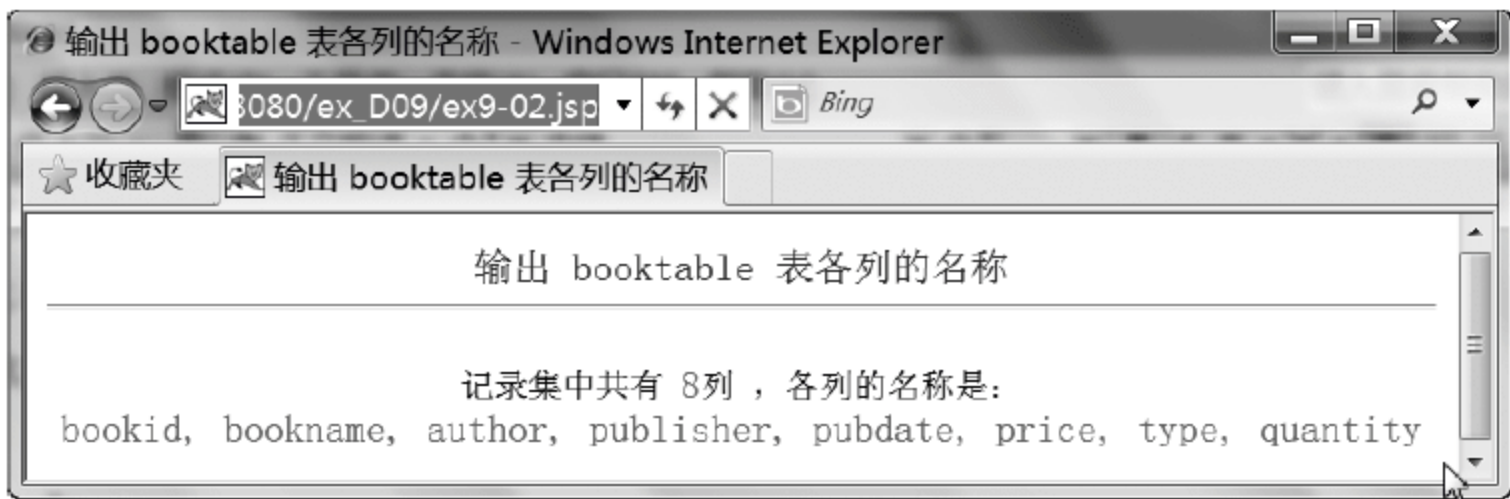 输出 booktable 表各列的名称 - Windows Internet Explorer
8080/ex_D09/ex9-02.jsp
Bing
收藏夹
输出 booktable 表各列的名称
输出 booktable 表各列的名称
记录集中共有 8列 ，各列的名称是：
bookid, bookname, author, publisher, pubdate, price, type, quantity